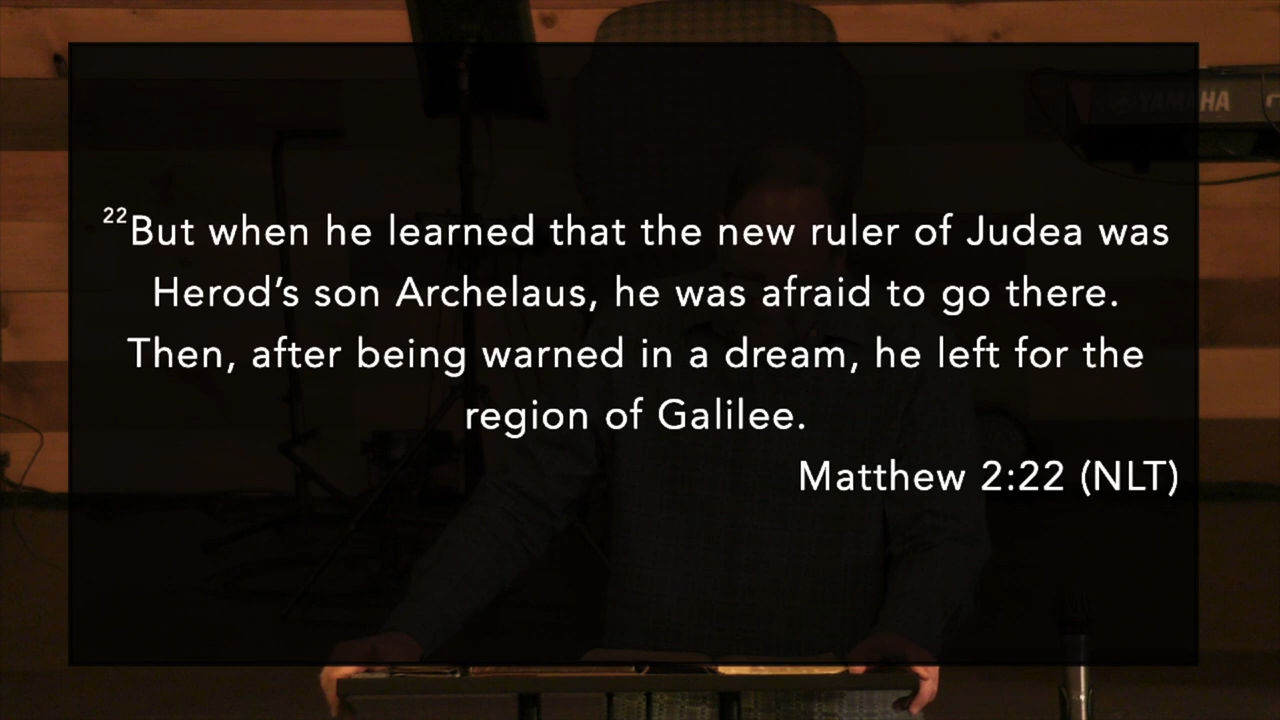 YAMAHA
22But when he learned that the new ruler of Judea was
Herod’s son Archelaus, he was afraid to go there.
Then, after being warned in a dream, he left for the
region of Galilee.
Matthew 2:22 (NLT)